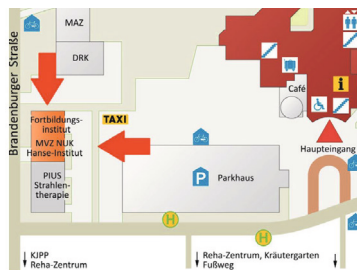 MAZ
DRK
Brandenburger Straße
Fortbildungs-
institut
MVZ NUK
Hanse-Institut
PIUS
Strahlen-
therapie
TAXI
P
Parkhaus
Café
i
Haupteingang
H
H
KJPP
Reha-Zentrum
Reha-Zentrum, Kräutergarten
Fußweg